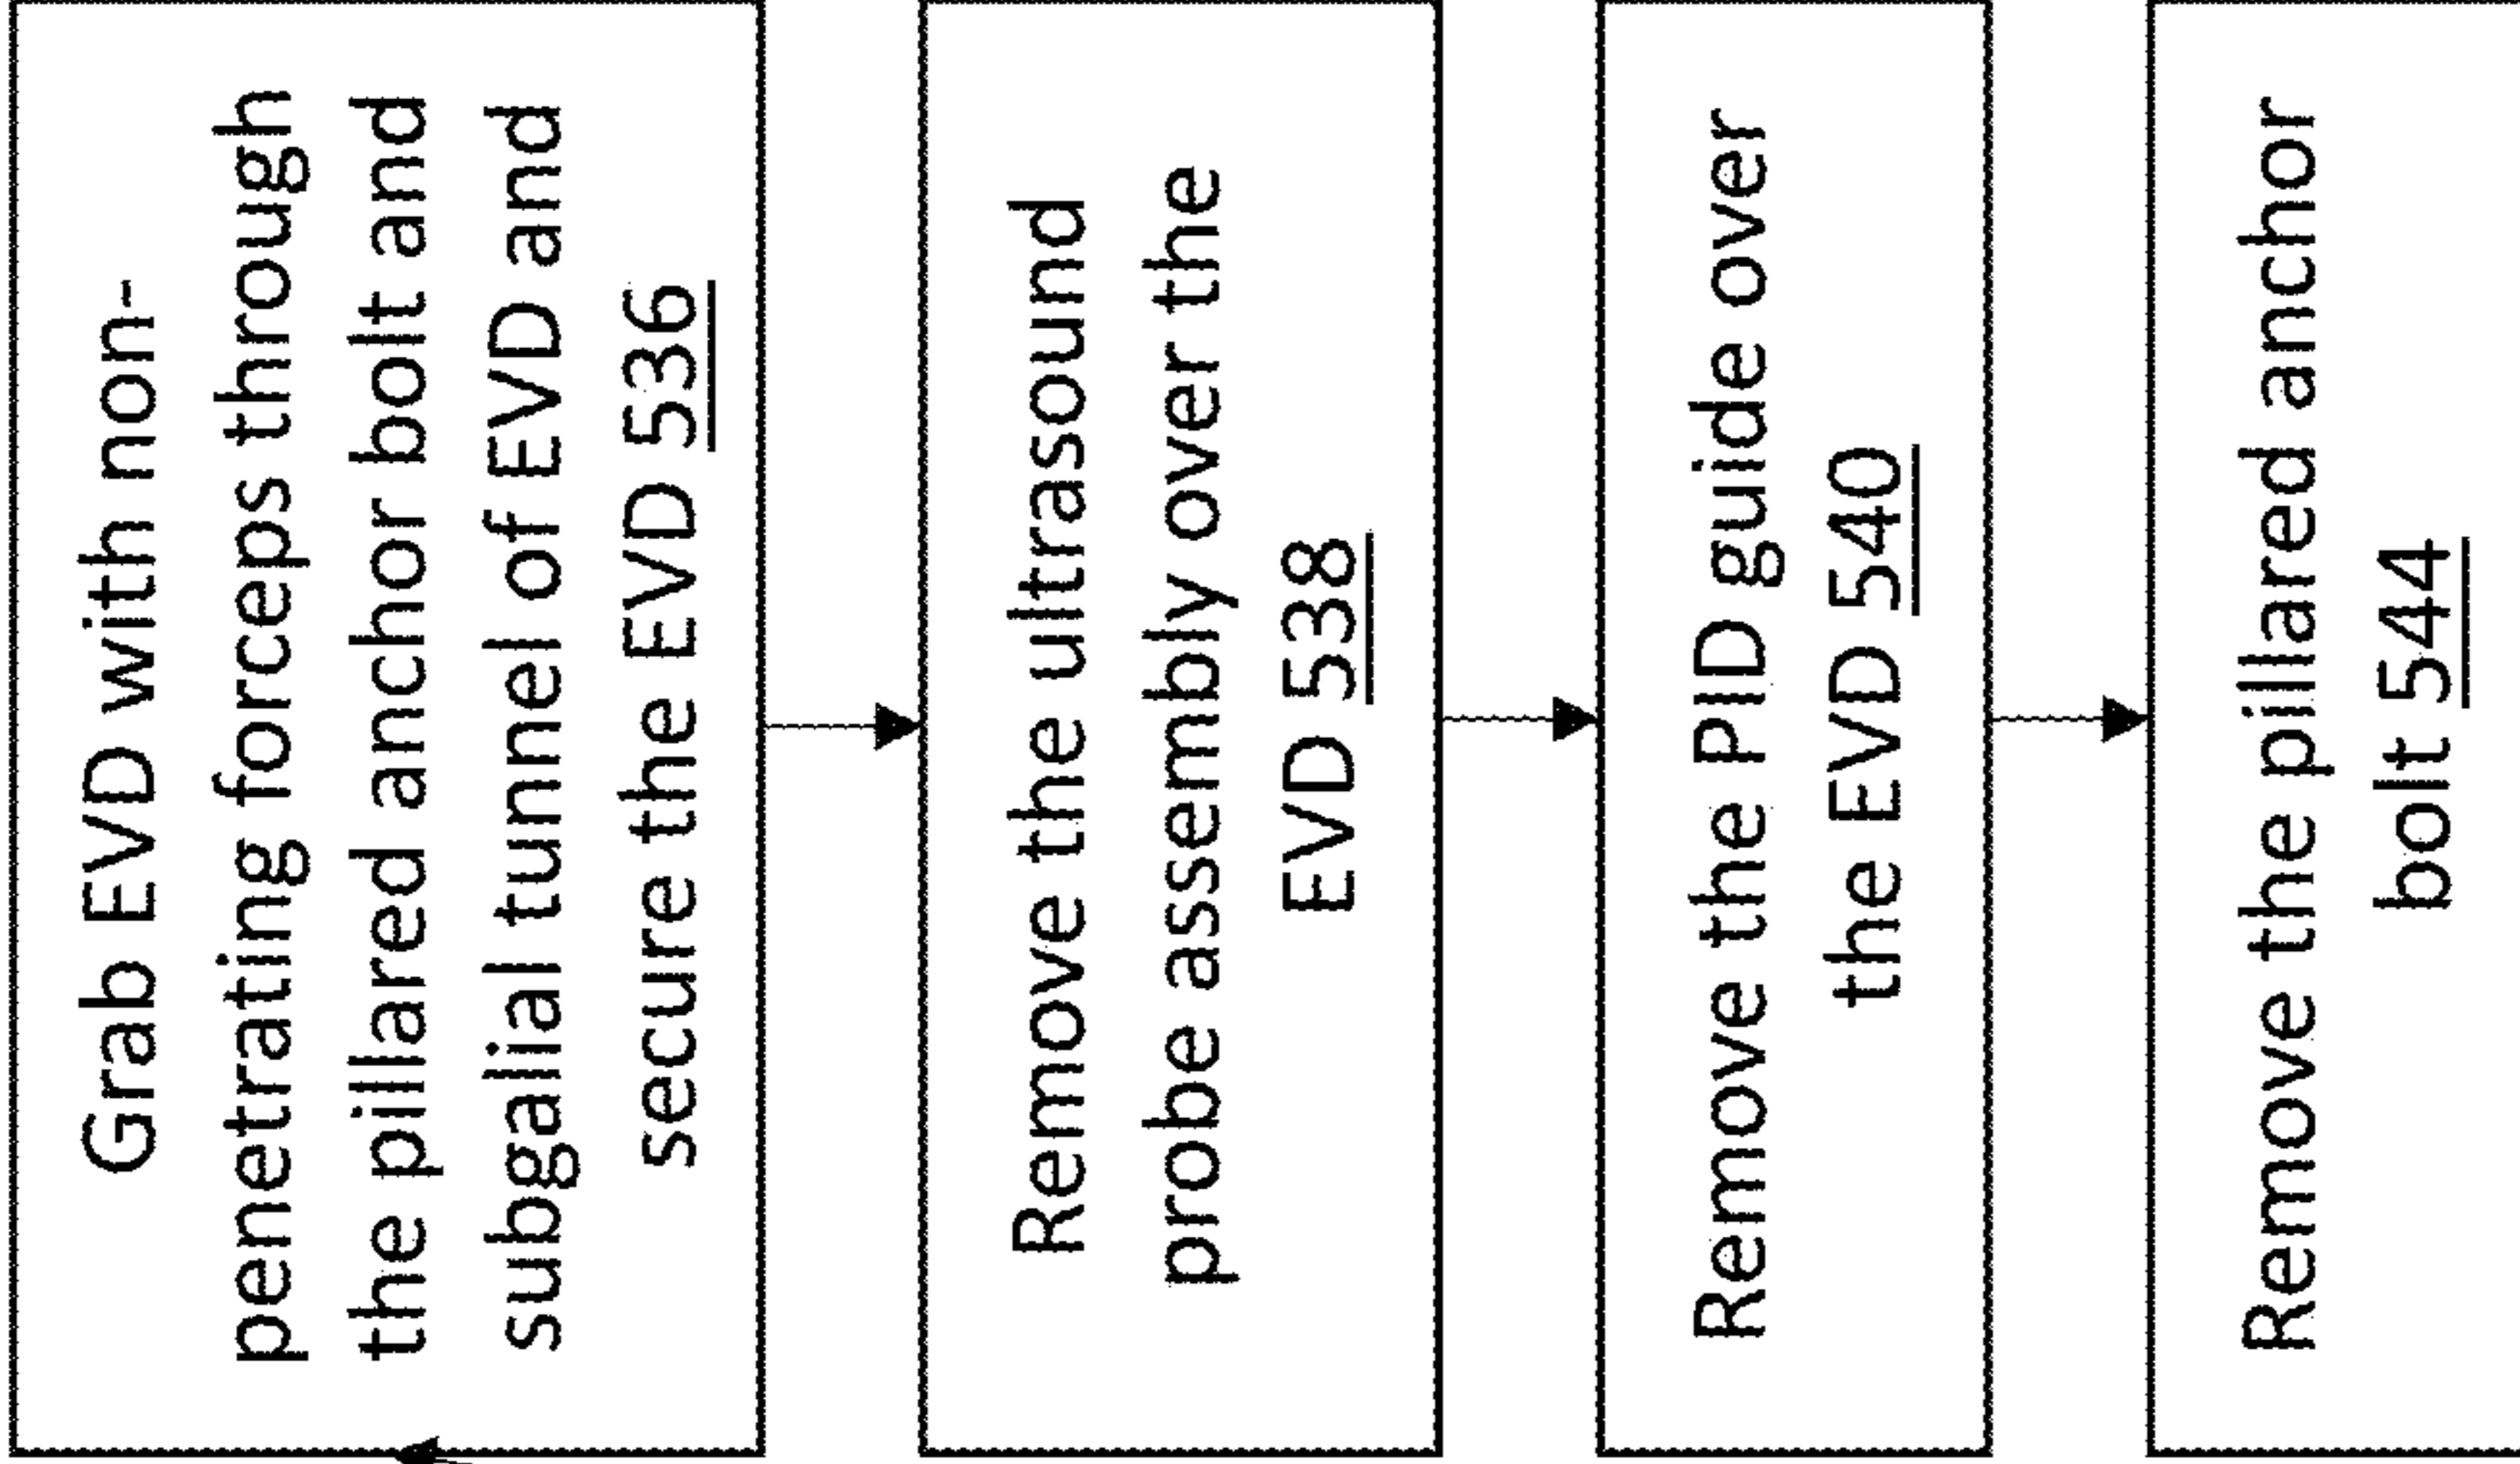 Grab EVD with non-
penetrating forceps through
the pillared anchor bolt and
subgalial tunnel of EVD and
secure the EVD 536
Remove the ultrasound
probe assembly over the
EVD 538
Remove the PID guide over
the EVD 540
Remove the pillared anchor
bolt 544